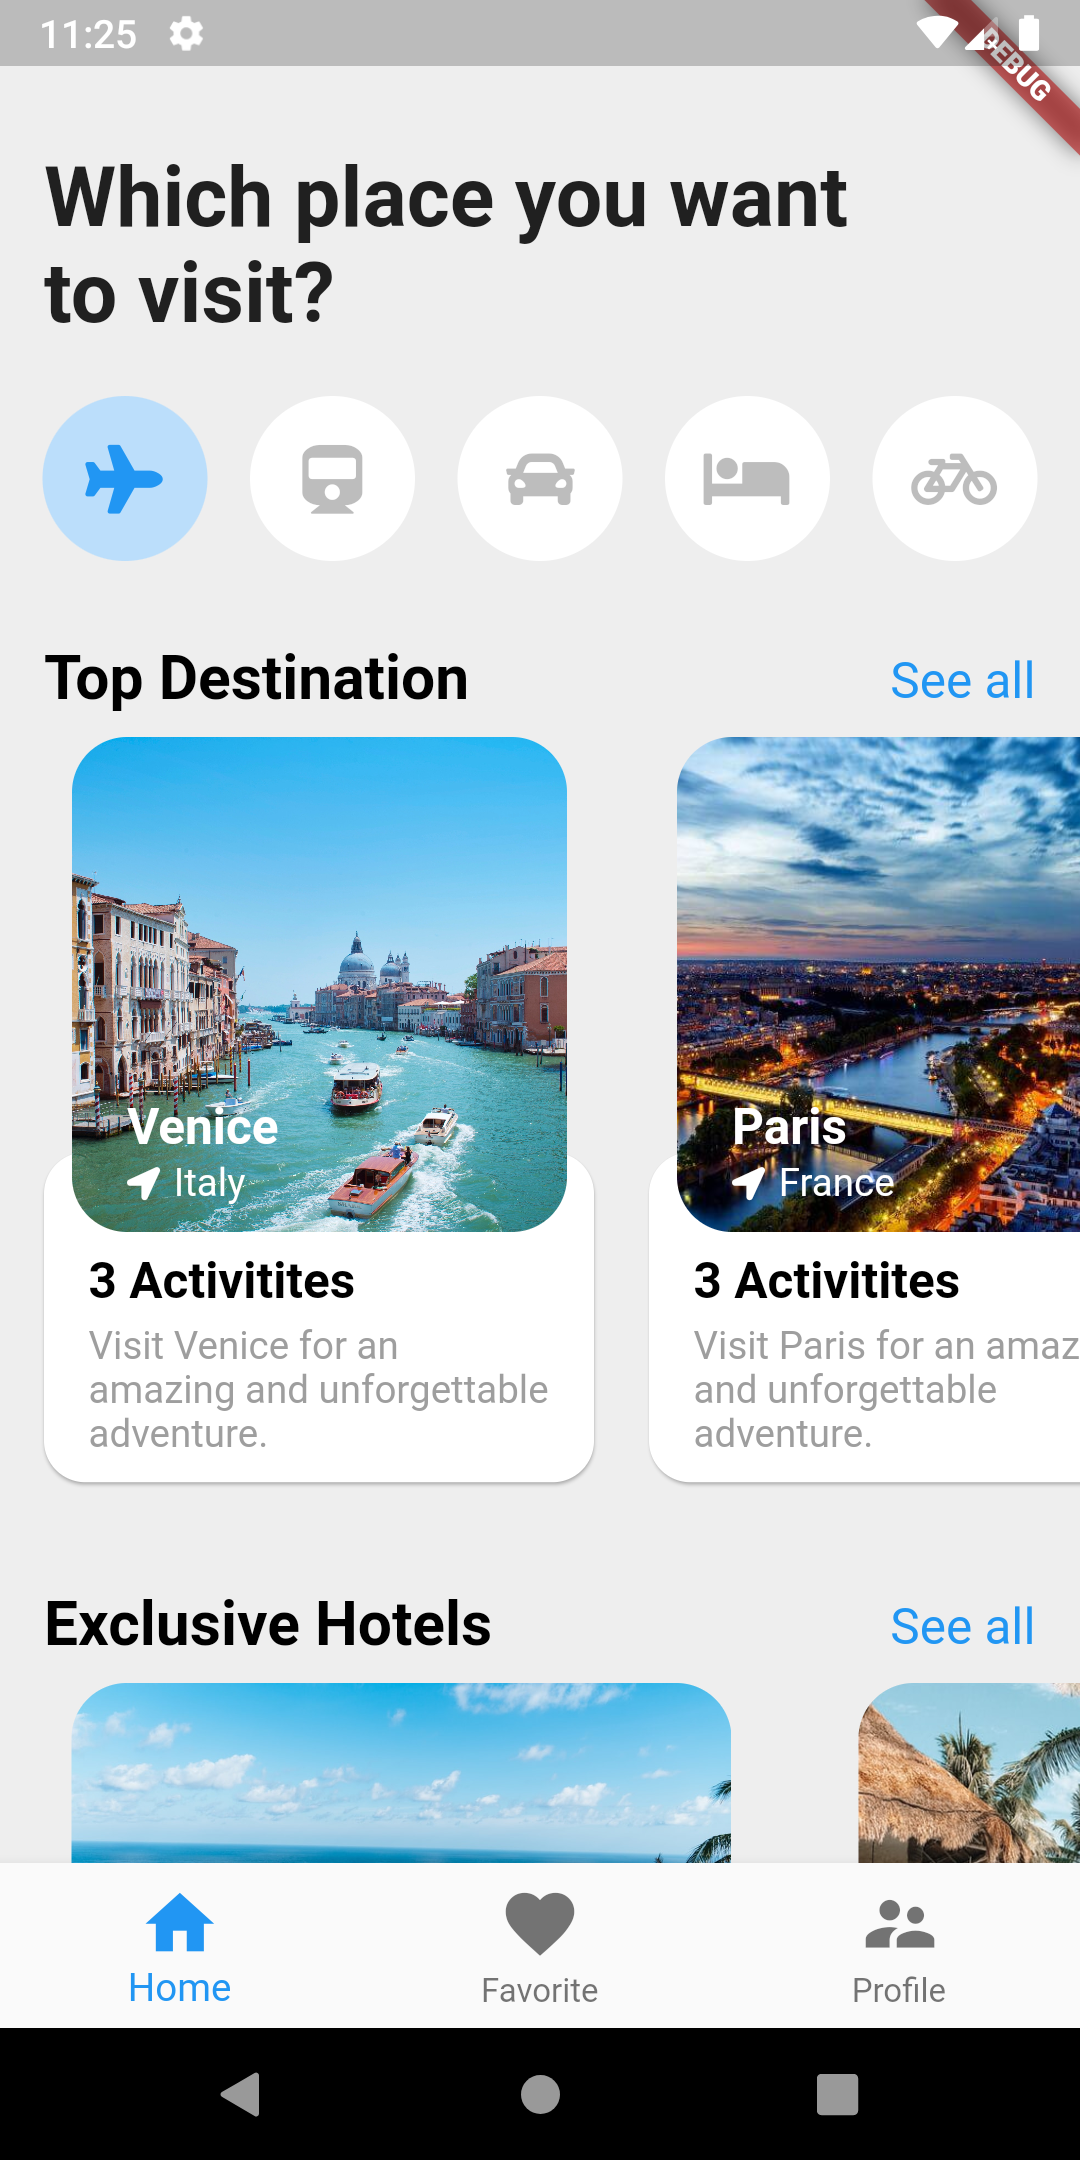 11:25
DEBUG
Which place you want
to visit?
Top Destination
See all
Venice
Italy
3 Activitites
Visit Venice for an
amazing and unforgettable
adventure.
Paris
France
3 Activitites
Visit Paris for an amaz
and unforgettable
adventure.
Exclusive Hotels
See all
Home
Favorite
Profile